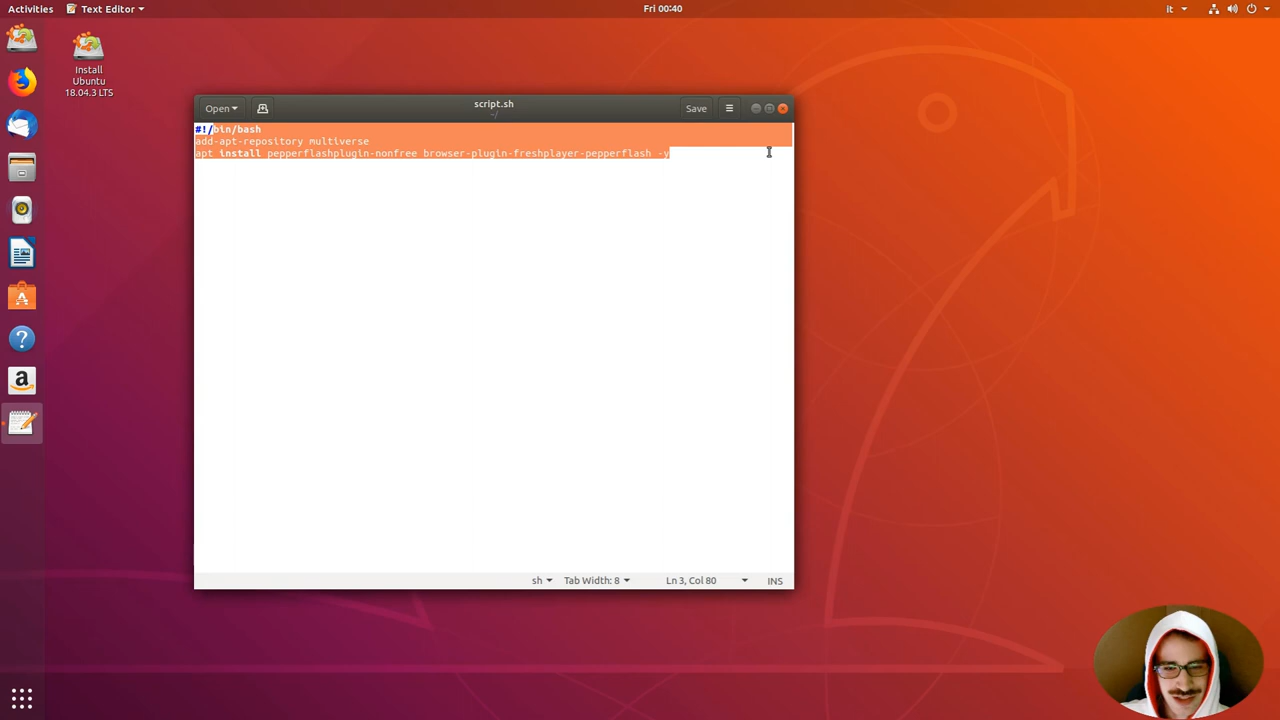 Activities Text Editor Fri 00:40 it
Install
Ubuntu
18.04.3 LTS
Open script.sh Save
~/
#!/bin/bash
add-apt-repository multiverse
apt install pepperflashplugin-nonfree browser-plugin-freshplayer-pepperflash -y
sh Tab Width: 8 Ln 3, Col 80 INS